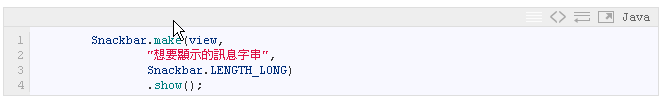 Java
1 Snackbar.make(view,
2 "想要顯示的訊息字串",
3 Snackbar.LENGTH_LONG)
4 .show();